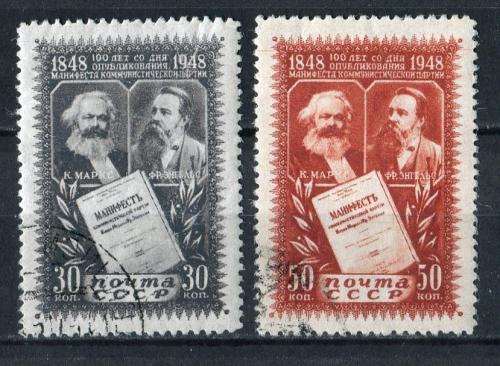 1848 100 ЛЕТ СО ДНЯ 1948
ОПУБЛИКОВАНИЯ
МАНИФЕСТА КОММУНИСТИЧЕСКОЙ ПАРТИИ
К. МАРКС ФР. ЭНГЕЛЬС
МАНИФЕСТЪ
30 КОП. почта 30 КОП.
СССР
1848 100 ЛЕТ СО ДНЯ 1948
ОПУБЛИКОВАНИЯ
МАНИФЕСТА КОММУНИСТИЧЕСКОЙ ПАРТИИ
К. МАРКС ФР. ЭНГЕЛЬС
МАНИФЕСТЪ
50 КОП. почта 50 КОП.
СССР